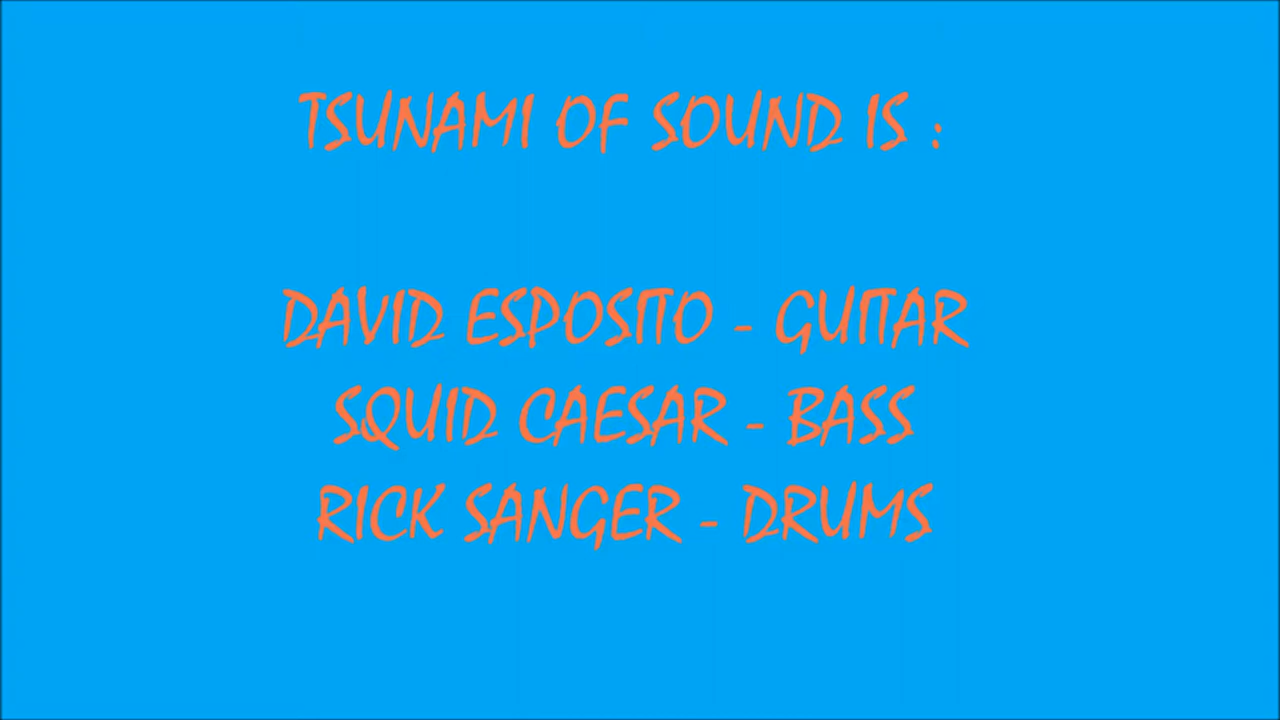 TSUNAMI OF SOUND IS :
DAVID ESPOSITO - GUITAR
SQUID CAESAR - BASS
RICK SANGER - DRUMS